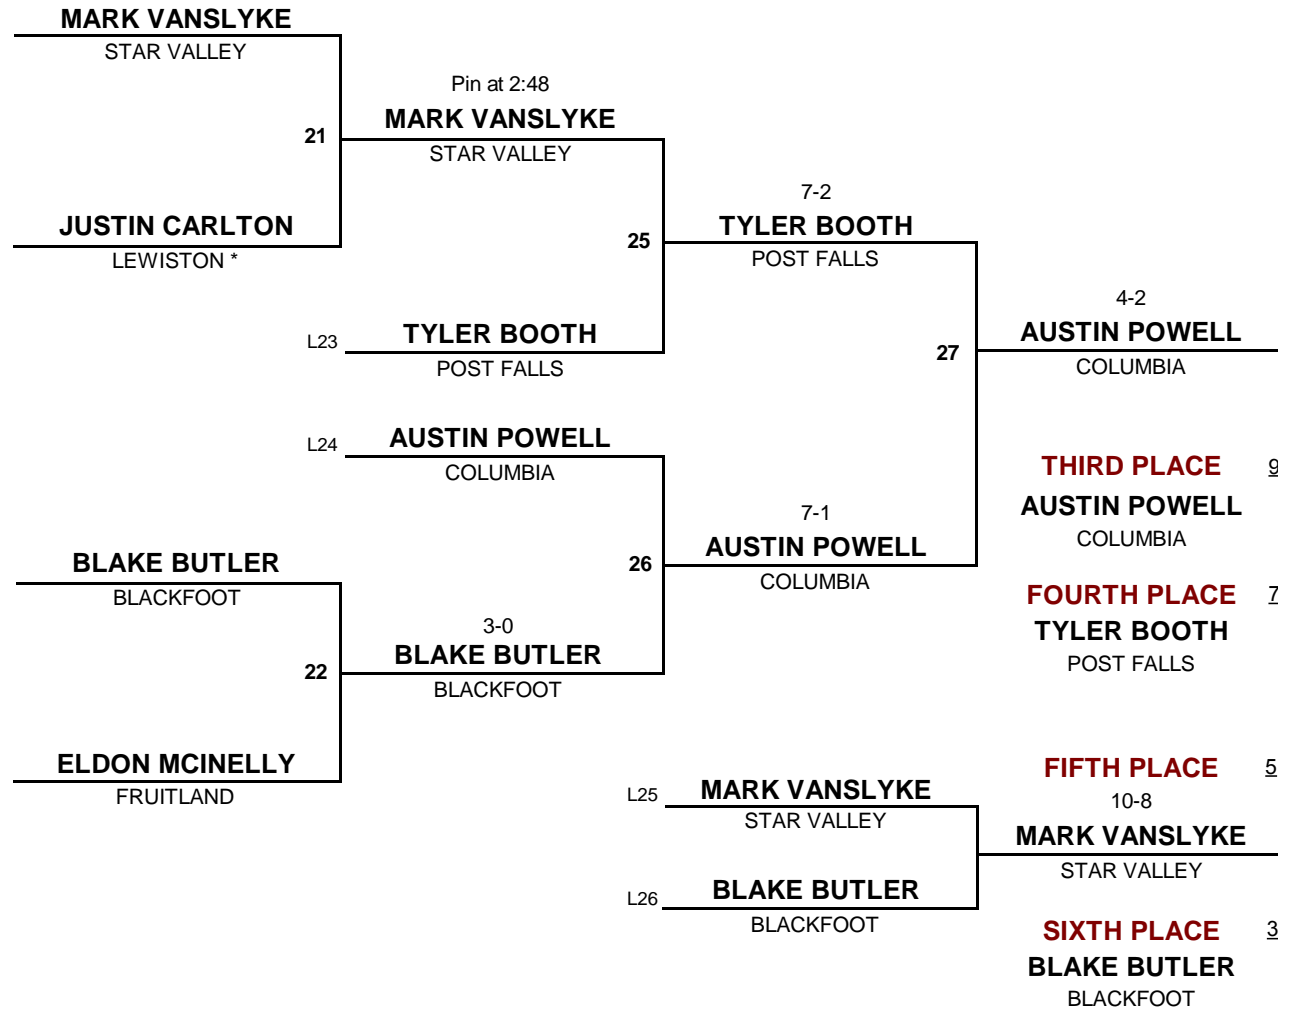 MARK VANSLYKE
STAR VALLEY
Pin at 2:48
MARK VANSLYKE
21
STAR VALLEY
7-2
JUSTIN CARLTON
TYLER BOOTH
25
LEWISTON *
POST FALLS
4-2
L23
TYLER BOOTH
AUSTIN POWELL
27
POST FALLS
COLUMBIA
L24
AUSTIN POWELL
COLUMBIA
THIRD PLACE 9
AUSTIN POWELL
7-1
COLUMBIA
AUSTIN POWELL
BLAKE BUTLER
26
COLUMBIA
BLACKFOOT
FOURTH PLACE 7
3-0
TYLER BOOTH
BLAKE BUTLER
POST FALLS
22
BLACKFOOT
ELDON MCINELLY
FRUITLAND
FIFTH PLACE 5
L25
MARK VANSLYKE
10-8
STAR VALLEY
MARK VANSLYKE
STAR VALLEY
L26
BLAKE BUTLER
BLACKFOOT
SIXTH PLACE 3
BLAKE BUTLER
BLACKFOOT